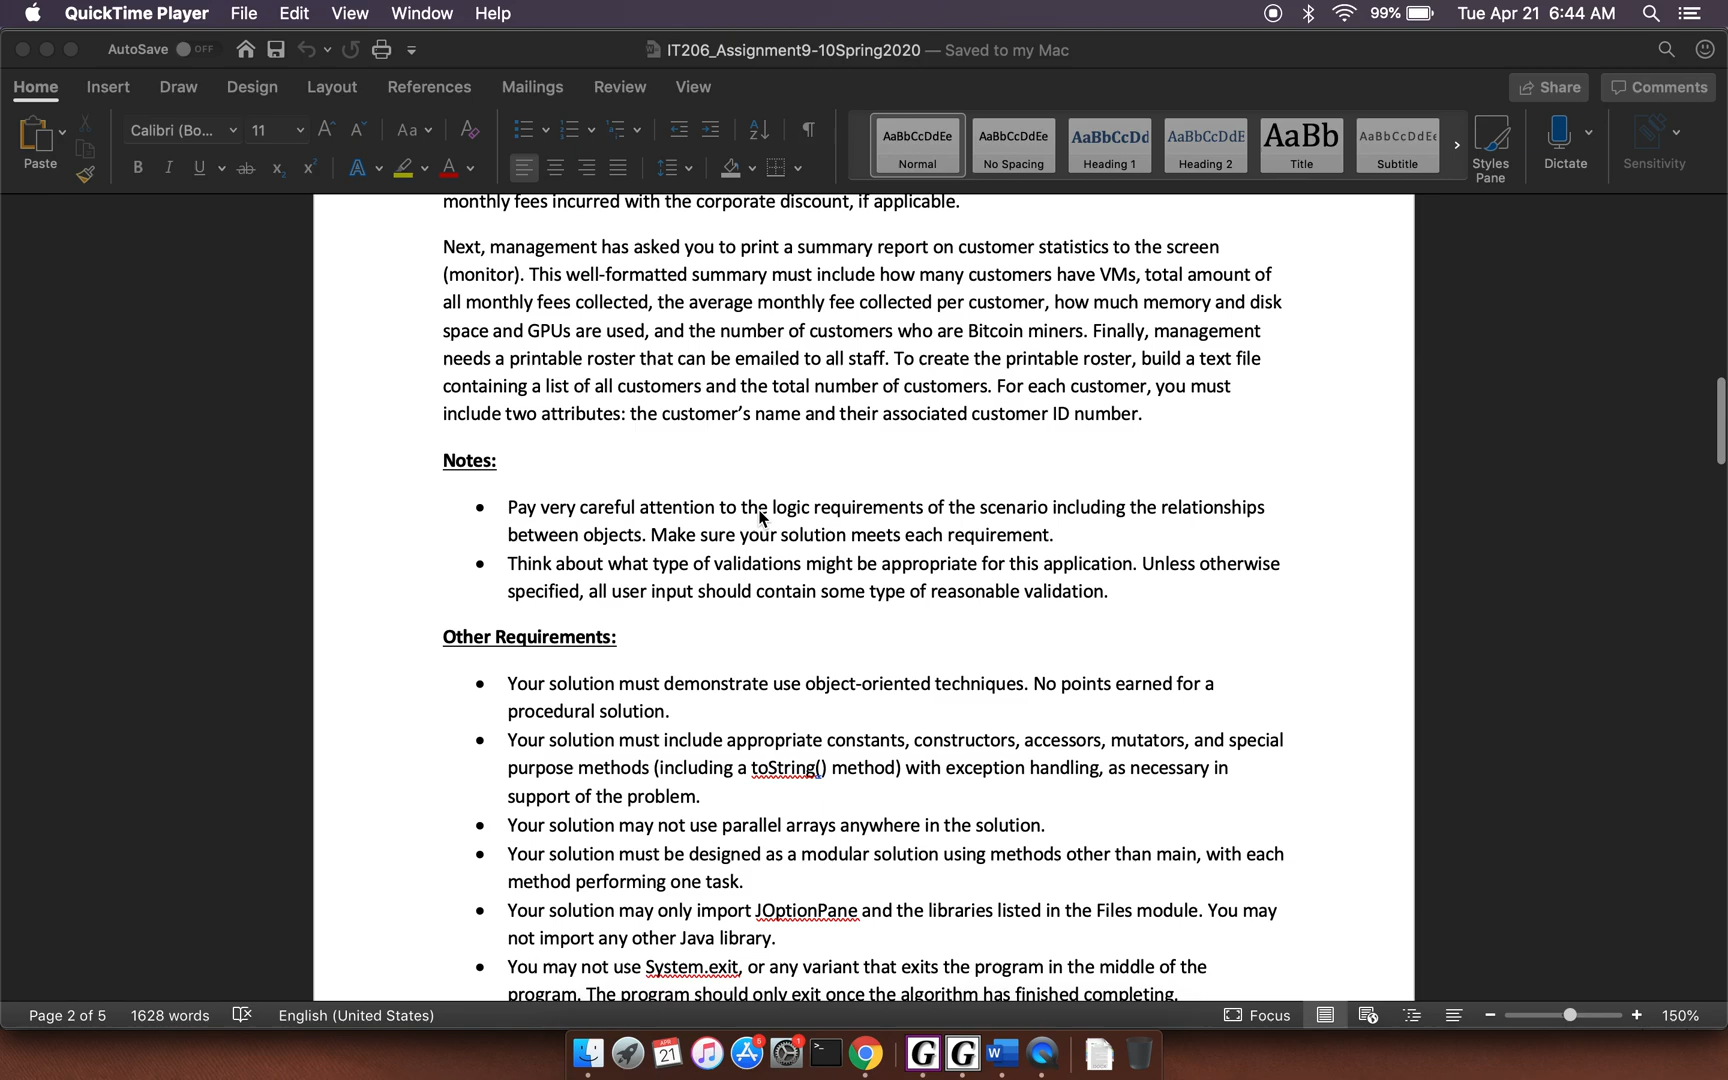 QuickTime Player File Edit View Window Help 99% Tue Apr 21 6:44 AM
AutoSave OFF IT206_Assignment9-10Spring2020 — Saved to my Mac
Home Insert Draw Design Layout References Mailings Review View Share Comments
Calibri (Bo... 11 Aa
AaBbCcDdEe AaBbCcDdEe AaBbCcDd AaBbCcDdE AaBb AaBbCcDdEe
Paste Normal No Spacing Heading 1 Heading 2 Title Subtitle Styles Pane Dictate Sensitivity
monthly fees incurred with the corporate discount, if applicable.
Next, management has asked you to print a summary report on customer statistics to the screen
(monitor). This well-formatted summary must include how many customers have VMs, total amount of
all monthly fees collected, the average monthly fee collected per customer, how much memory and disk
space and GPUs are used, and the number of customers who are Bitcoin miners. Finally, management
needs a printable roster that can be emailed to all staff. To create the printable roster, build a text file
containing a list of all customers and the total number of customers. For each customer, you must
include two attributes: the customer's name and their associated customer ID number.
Notes:
• Pay very careful attention to the logic requirements of the scenario including the relationships
between objects. Make sure your solution meets each requirement.
• Think about what type of validations might be appropriate for this application. Unless otherwise
specified, all user input should contain some type of reasonable validation.
Other Requirements:
• Your solution must demonstrate use object-oriented techniques. No points earned for a
procedural solution.
• Your solution must include appropriate constants, constructors, accessors, mutators, and special
purpose methods (including a toString() method) with exception handling, as necessary in
support of the problem.
• Your solution may not use parallel arrays anywhere in the solution.
• Your solution must be designed as a modular solution using methods other than main, with each
method performing one task.
• Your solution may only import JOptionPane and the libraries listed in the Files module. You may
not import any other Java library.
• You may not use System.exit, or any variant that exits the program in the middle of the
program. The program should only exit once the algorithm has finished completing.
Page 2 of 5 1628 words English (United States) Focus 150%